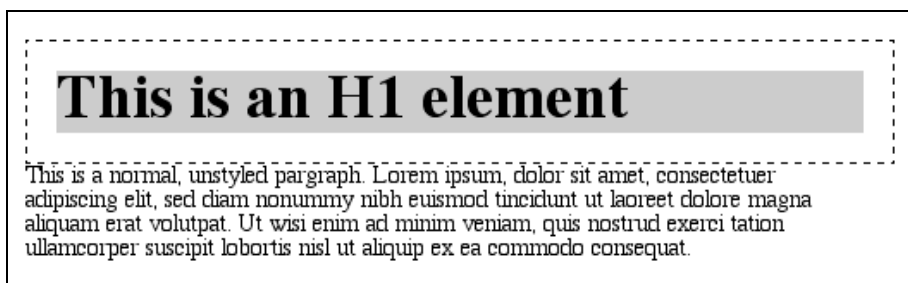 This is an H1 element
This is a normal, unstyled pargraph. Lorem ipsum, dolor sit amet, consectetuer
adipiscing elit, sed diam nonummy nibh euismod tincidunt ut laoreet dolore magna
aliquam erat volutpat. Ut wisi enim ad minim veniam, quis nostrud exerci tation
ullamcorper suscipit lobortis nisl ut aliquip ex ea commodo consequat.